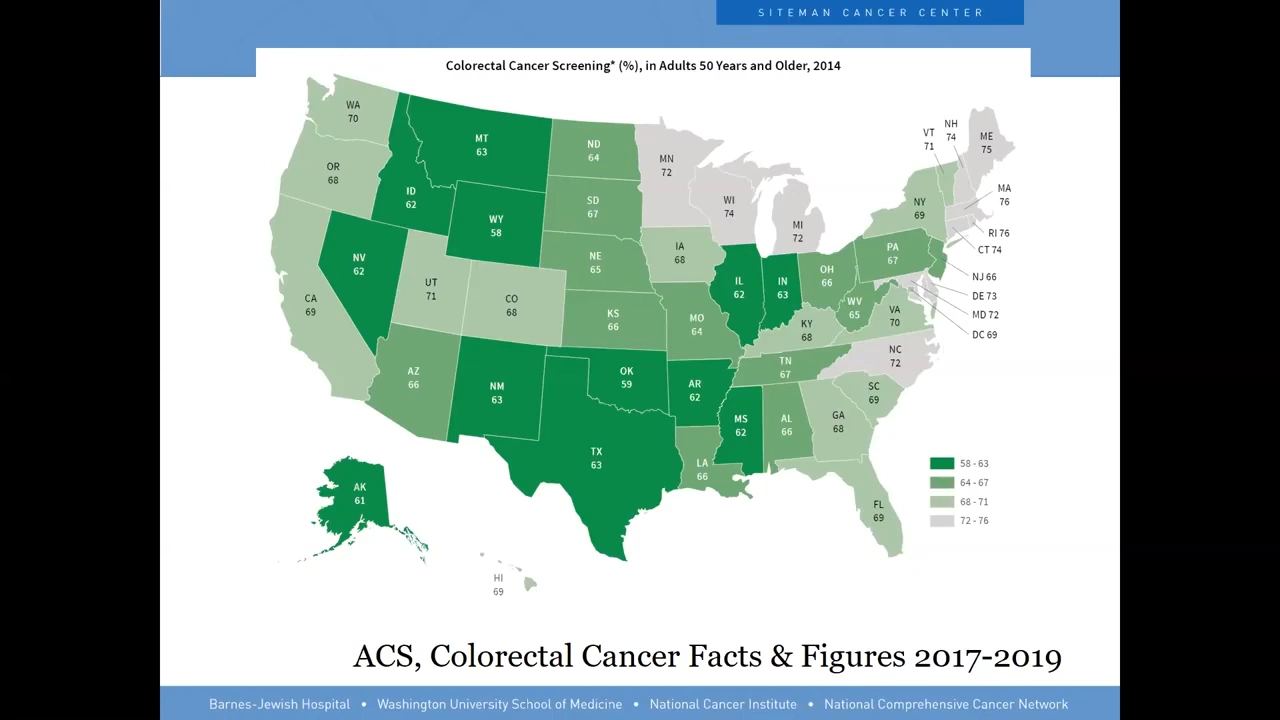 SITEMAN CANCER CENTER
Colorectal Cancer Screening* (%), in Adults 50 Years and Older, 2014
WA
70
OR
68
CA
69
ID
62
NV
62
MT
63
WY
58
UT
71
AZ
66
CO
68
NM
63
ND
64
SD
67
NE
65
KS
66
OK
59
TX
63
MN
72
IA
68
MO
64
AR
62
LA
66
WI
74
IL
62
MS
62
MI
72
IN
63
OH
66
KY
68
TN
67
AL
66
GA
68
FL
69
SC
69
NC
72
VA
70
WV
65
PA
67
NY
69
VT
71
NH
74
ME
75
MA
76
RI 76
CT 74
NJ 66
DE 73
MD 72
DC 69
AK
61
HI
69
58 - 63
64 - 67
68 - 71
72 - 76
ACS, Colorectal Cancer Facts & Figures 2017-2019
Barnes-Jewish Hospital • Washington University School of Medicine • National Cancer Institute • National Comprehensive Cancer Network